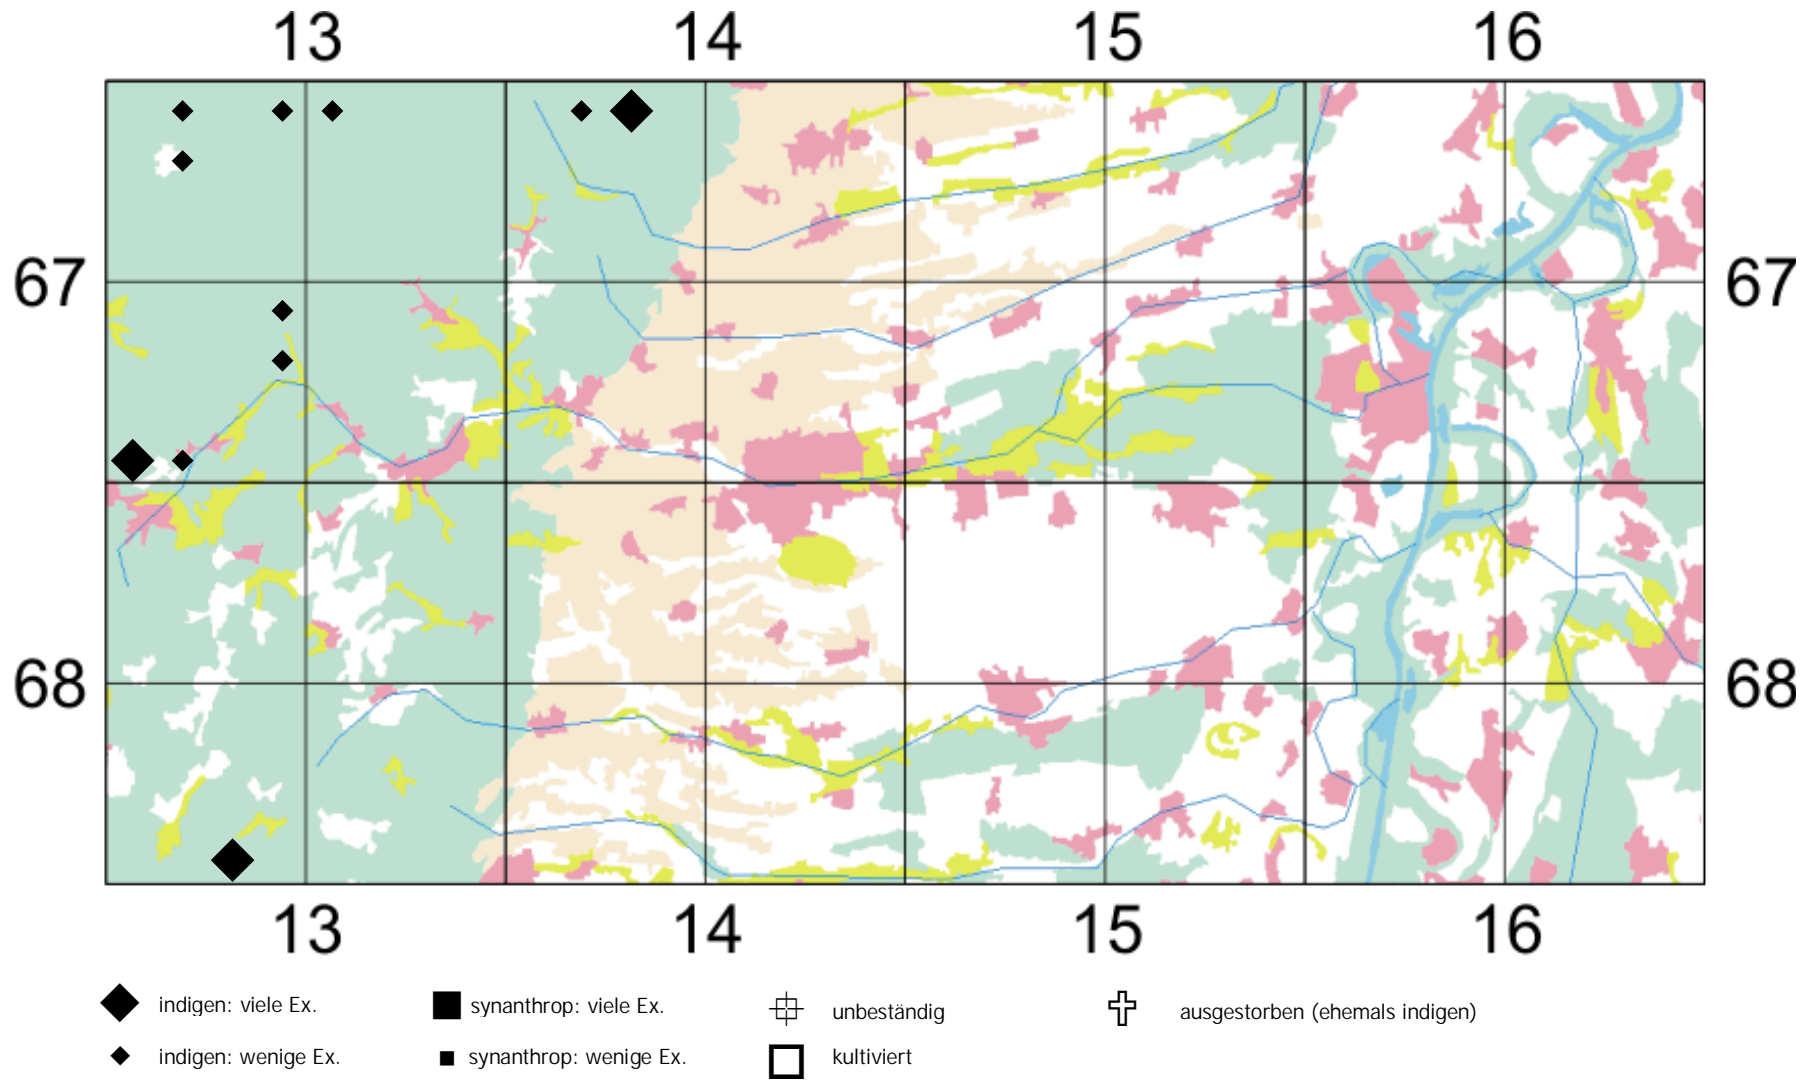 13 14 15 16
67 67
68 68
13 14 15 16
indigen: viele Ex. synanthrop: viele Ex. unbeständig ausgestorben (ehemals indigen)
indigen: wenige Ex. synanthrop: wenige Ex. kultiviert